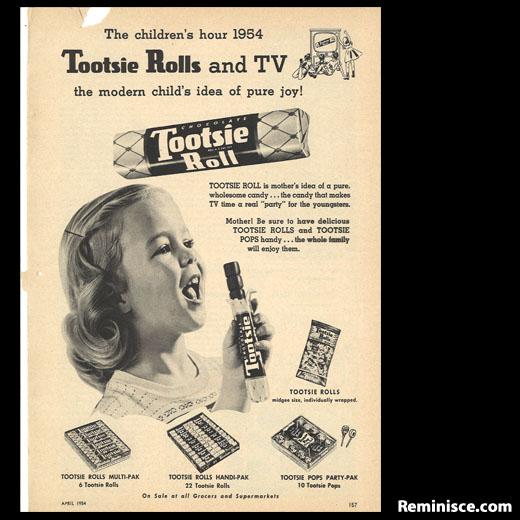 The children's hour 1954
Tootsie Rolls and TV
the modern child's idea of pure joy!
CHOCOLATE
Tootsie
Roll
TOOTSIE ROLL is mother's idea of a pure,
wholesome candy... the candy that makes
TV time a real "party" for the youngsters.
Mother! Be sure to have delicious
TOOTSIE ROLLS and TOOTSIE
POPS handy... the whole family
will enjoy them.
Tootsie
TOOTSIE ROLLS
midgee size, individually wrapped.
TOOTSIE ROLLS MULTI-PAK
6 Tootsie Rolls
TOOTSIE ROLLS HANDI-PAK
22 Tootsie Rolls
TOOTSIE POPS PARTY-PAK
10 Tootsie Pops
On Sale at all Grocers and Supermarkets
APRIL 1954
157
Reminisce.com